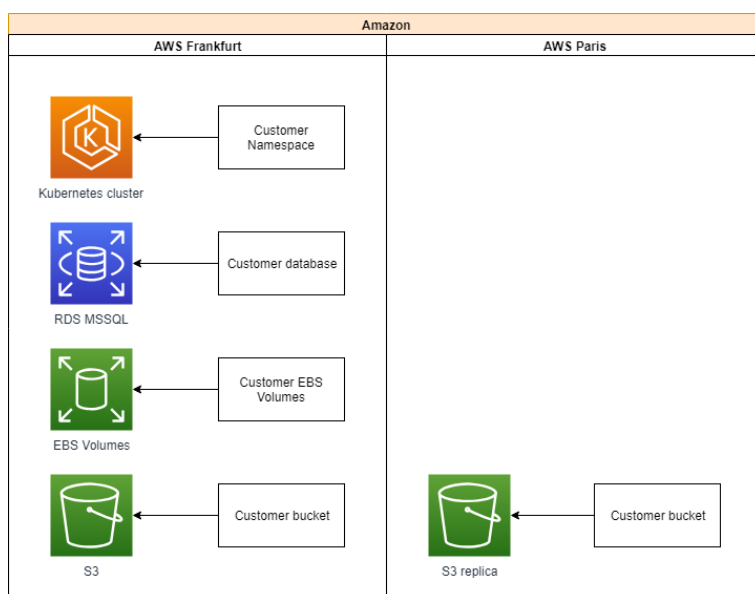 Amazon
AWS Frankfurt
AWS Paris
K
Customer
Namespace
Kubernetes cluster
Customer database
RDS MSSQL
Customer EBS
Volumes
EBS Volumes
Customer bucket
S3
Customer bucket
S3 replica